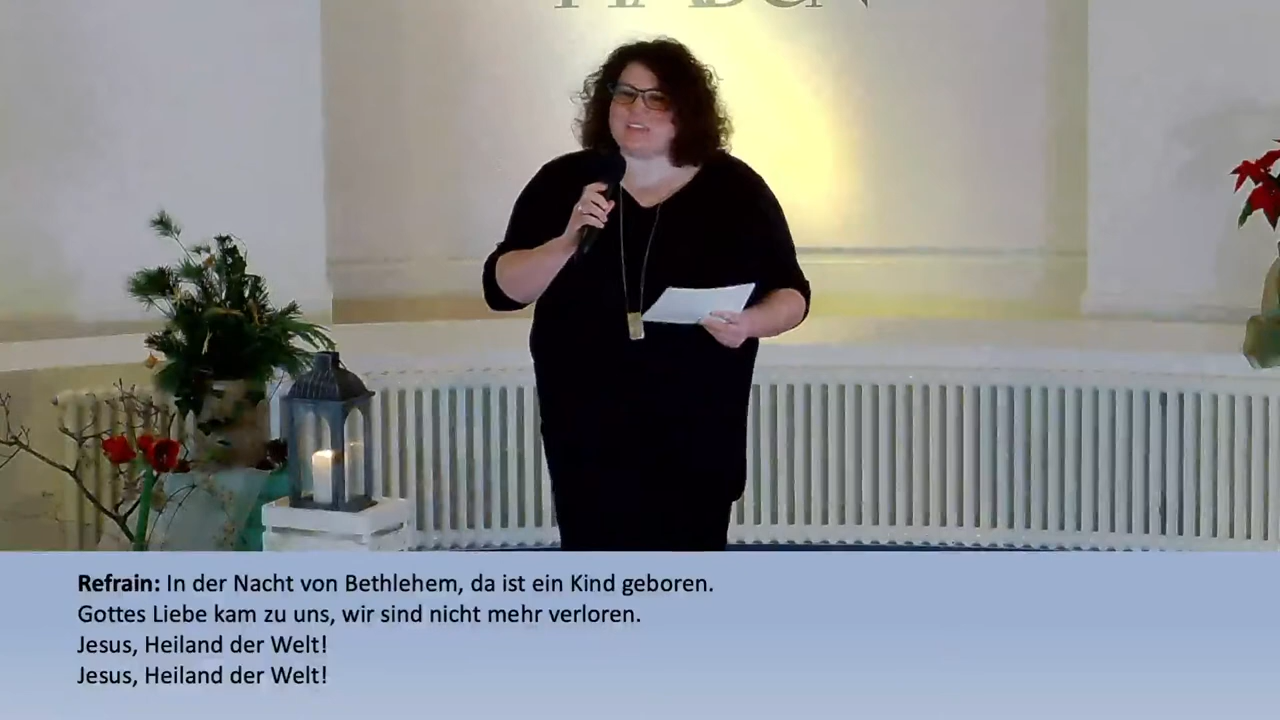 Refrain: In der Nacht von Bethlehem, da ist ein Kind geboren.
Gottes Liebe kam zu uns, wir sind nicht mehr verloren.
Jesus, Heiland der Welt!
Jesus, Heiland der Welt!